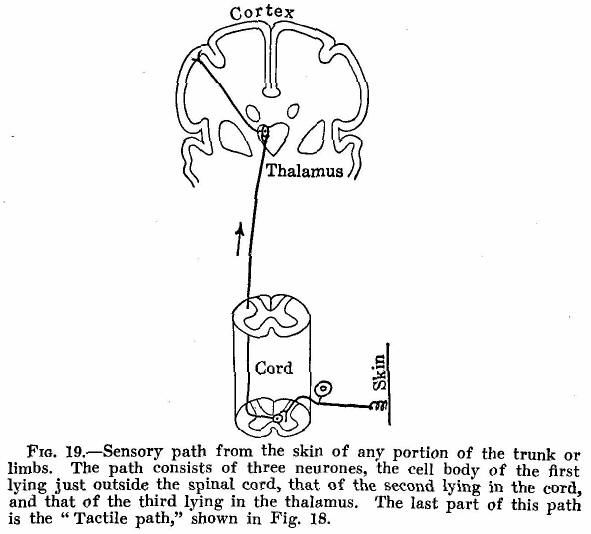 Cortex
Thalamus
Cord
Skin
Fig. 19.—Sensory path from the skin of any portion of the trunk or
limbs. The path consists of three neurones, the cell body of the first
lying just outside the spinal cord, that of the second lying in the cord,
and that of the third lying in the thalamus. The last part of this path
is the “Tactile path,” shown in Fig. 18.